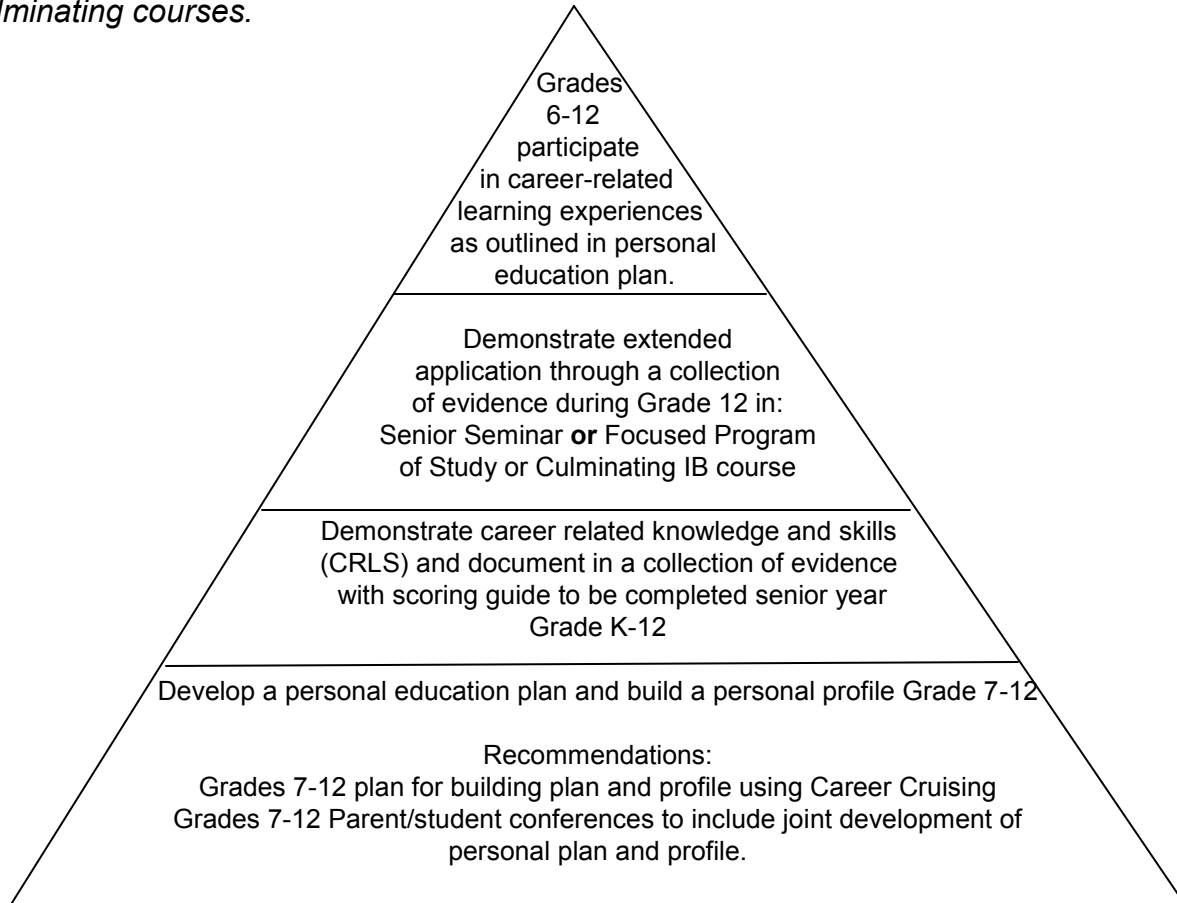 lminating courses.
Grades
6-12
participate
in career-related
learning experiences
as outlined in personal
education plan.
Demonstrate extended
application through a collection
of evidence during Grade 12 in:
Senior Seminar or Focused Program
of Study or Culminating IB course
Demonstrate career related knowledge and skills
(CRLS) and document in a collection of evidence
with scoring guide to be completed senior year
Grade K-12
Develop a personal education plan and build a personal profile Grade 7-12
Recommendations:
Grades 7-12 plan for building plan and profile using Career Cruising
Grades 7-12 Parent/student conferences to include joint development of
personal plan and profile.